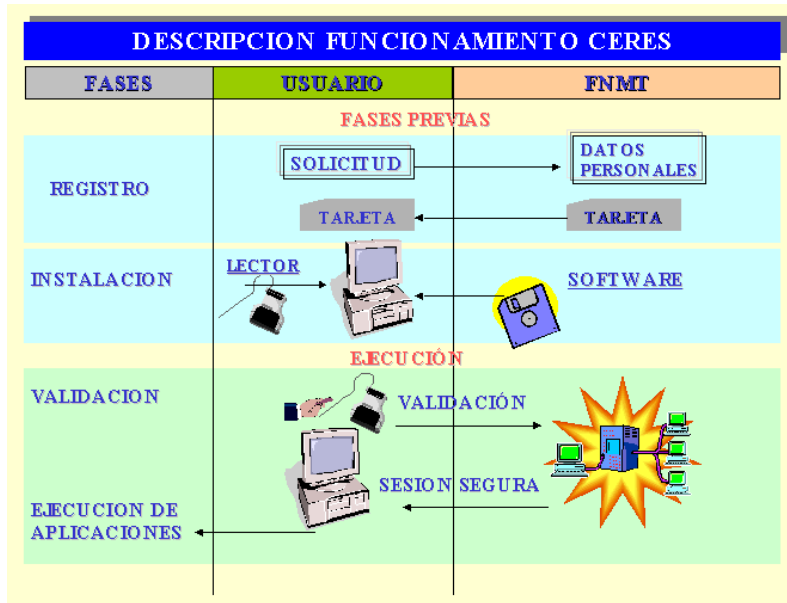 DESCRIPCION FUNCIONAMIENTO CERES
FASES USUARIO FNMT
FASES PREVIAS
REGISTRO
SOLICITUD
DATOS
PERSONALES
TARJETA TARJETA
INSTALACION
LECTOR
SOFTWARE
EJECUCIÓN
VALIDACION
VALIDACIÓN
SESION SEGURA
EJECUCION DE
APLICACIONES